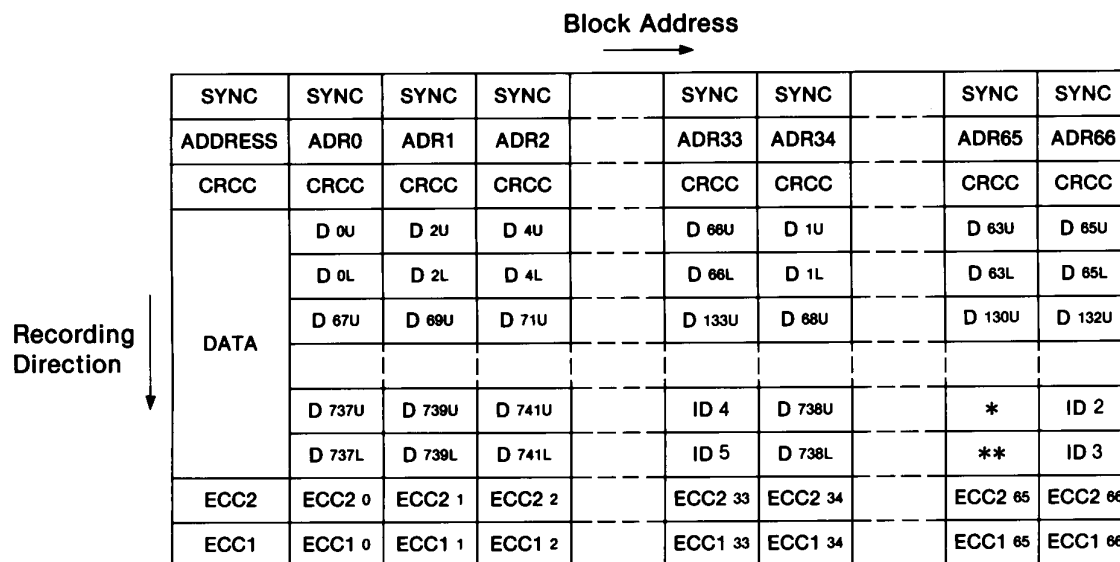 Block Address
SYNC SYNC SYNC SYNC SYNC SYNC SYNC SYNC
ADDRESS ADR0 ADR1 ADR2 ADR33 ADR34 ADR65 ADR66
CRCC CRCC CRCC CRCC CRCC CRCC CRCC CRCC
D 0U D 2U D 4U D 66U D 1U D 63U D 65U
D 0L D 2L D 4L D 66L D 1L D 63L D 65L
Recording
Direction
DATA
D 67U D 69U D 71U D 133U D 68U D 130U D 132U
D 737U D 739U D 741U ID 4 D 738U * ID 2
D 737L D 739L D 741L ID 5 D 738L ** ID 3
ECC2 ECC2 0 ECC2 1 ECC2 2 ECC2 33 ECC2 34 ECC2 65 ECC2 66
ECC1 ECC1 0 ECC1 1 ECC1 2 ECC1 33 ECC1 34 ECC1 65 ECC1 66